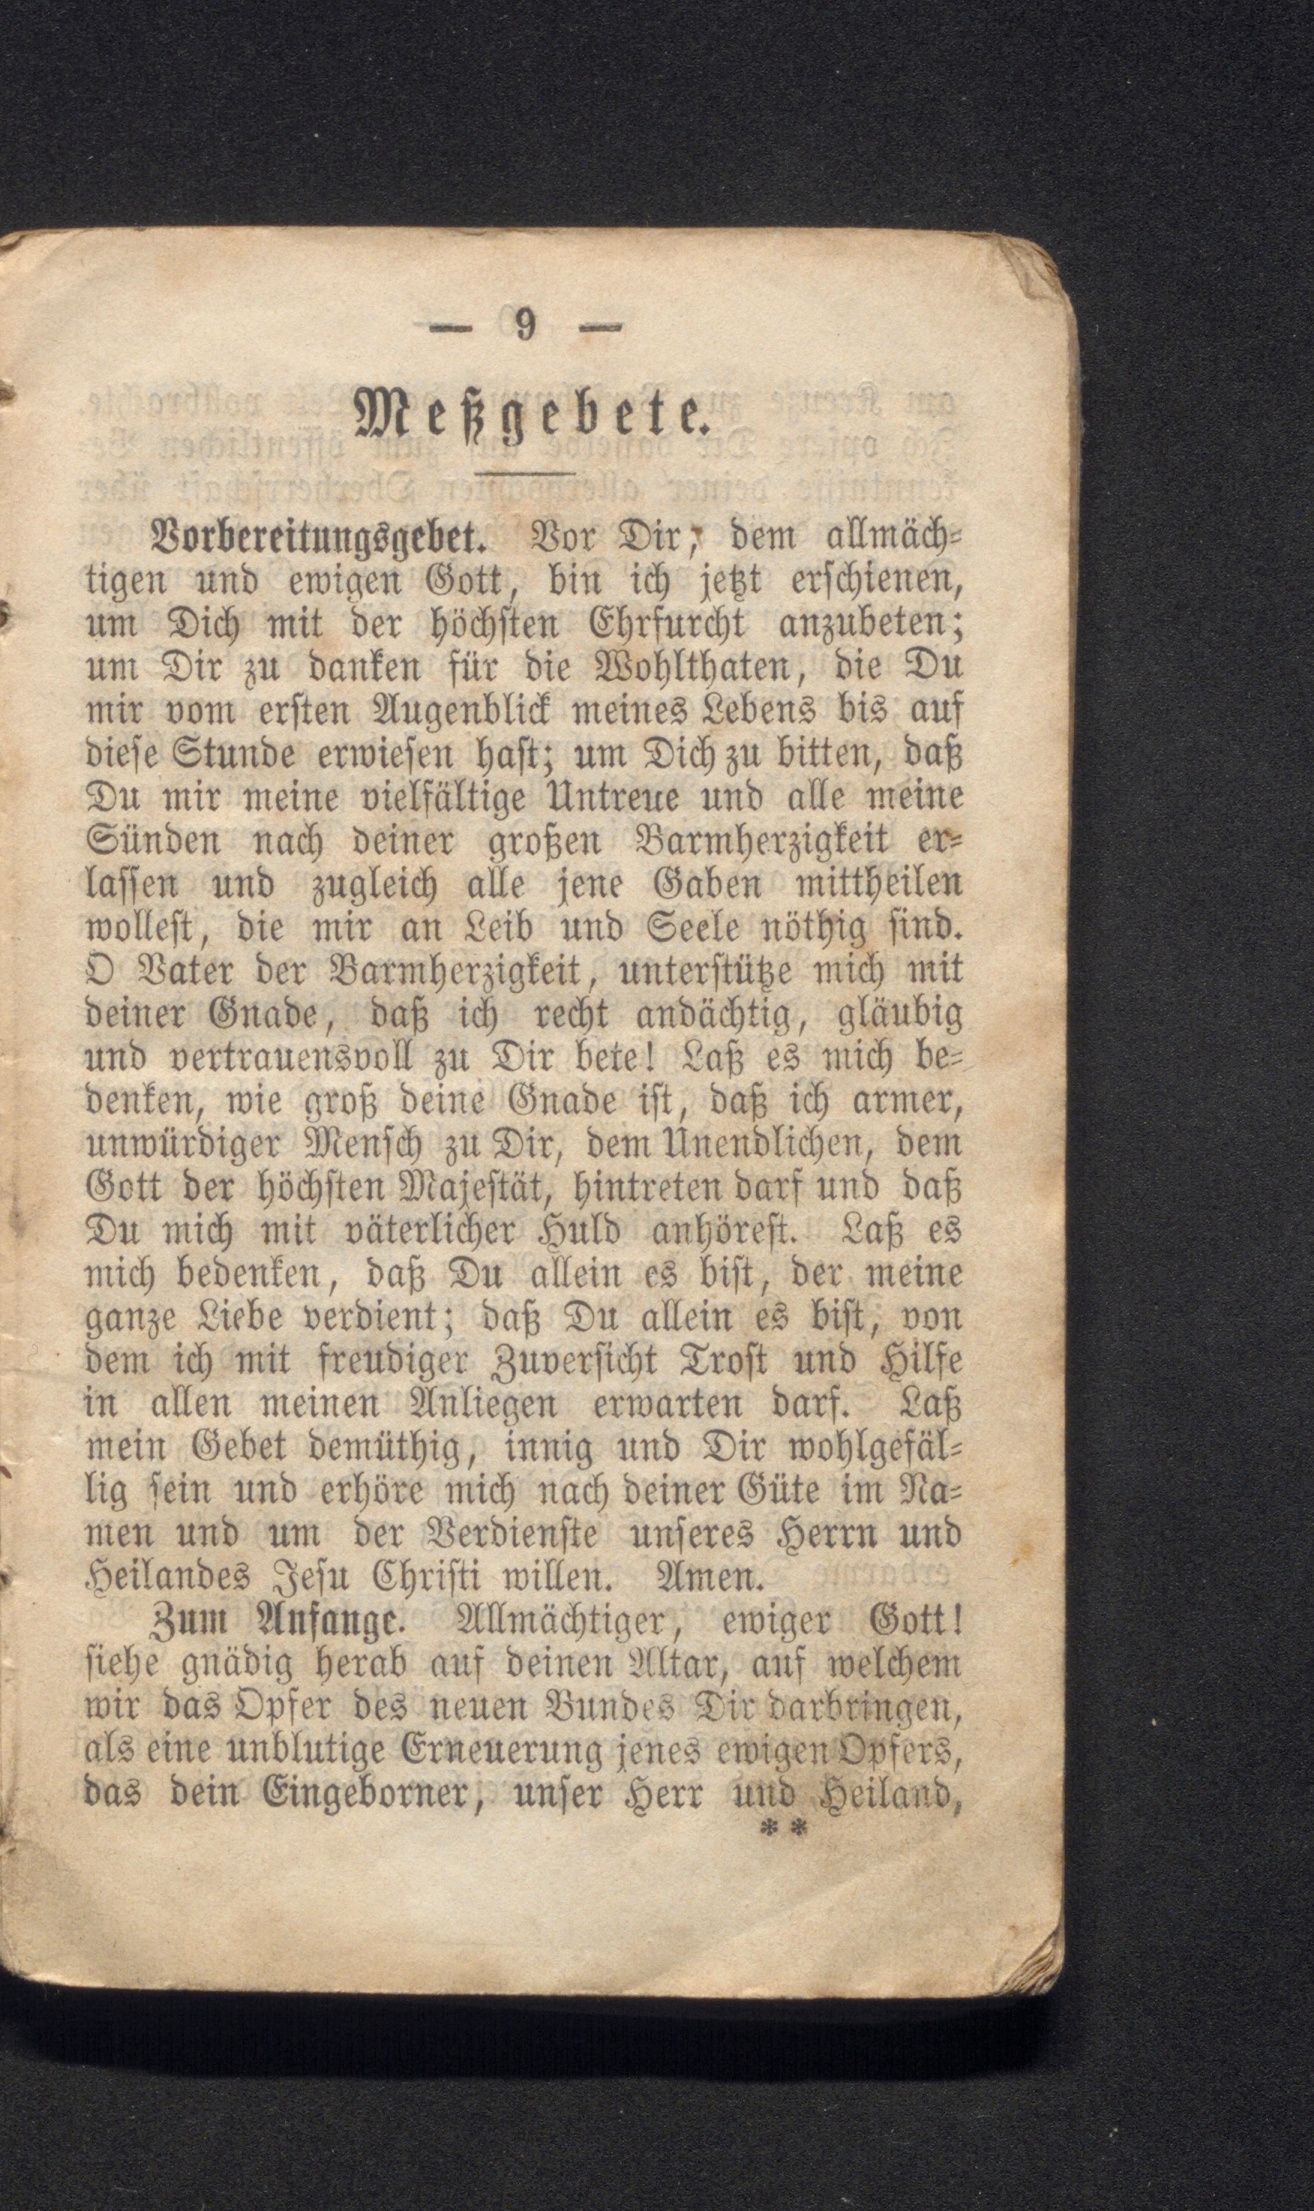 — 9 —
Meßgebete.
Vorbereitungsgebet. Vor Dir, dem allmäch-
tigen und ewigen Gott, bin ich jetzt erschienen,
um Dich mit der höchsten Ehrfurcht anzubeten;
um Dir zu danken für die Wohlthaten, die Du
mir vom ersten Augenblick meines Lebens bis auf
diese Stunde erwiesen hast; um Dich zu bitten, daß
Du mir meine vielfältige Untreue und alle meine
Sünden nach deiner großen Barmherzigkeit er-
lassen und zugleich alle jene Gaben mittheilen
wollest, die mir an Leib und Seele nöthig sind.
O Vater der Barmherzigkeit, unterstütze mich mit
deiner Gnade, daß ich recht andächtig, gläubig
und vertrauensvoll zu Dir bete! Laß es mich be-
denken, wie groß deine Gnade ist, daß ich armer,
unwürdiger Mensch zu Dir, dem Unendlichen, dem
Gott der höchsten Majestät, hintreten darf und daß
Du mich mit väterlicher Huld anhörest. Laß es
mich bedenken, daß Du allein es bist, der meine
ganze Liebe verdient; daß Du allein es bist, von
dem ich mit freudiger Zuversicht Trost und Hilfe
in allen meinen Anliegen erwarten darf. Laß
mein Gebet demüthig, innig und Dir wohlgefäl-
lig sein und erhöre mich nach deiner Güte im Na-
men und um der Verdienste unseres Herrn und
Heilandes Jesu Christi willen. Amen.
Zum Anfange. Allmächtiger, ewiger Gott!
siehe gnädig herab auf deinen Altar, auf welchem
wir das Opfer des neuen Bundes Dir darbringen,
als eine unblutige Erneuerung jenes ewigen Opfers,
das dein Eingeborner, unser Herr und Heiland,
**